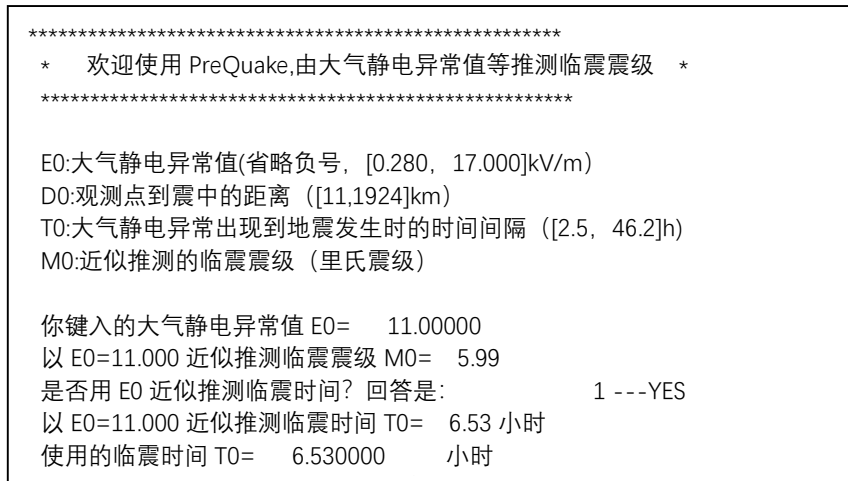 *****************************************************
* 欢迎使用 PreQuake,由大气静电异常值等推测临震震级 *
*****************************************************
E0:大气静电异常值(省略负号，[0.280，17.000]kV/m）
D0:观测点到震中的距离（[11,1924]km）
T0:大气静电异常出现到地震发生时的时间间隔（[2.5，46.2]h)
M0:近似推测的临震震级（里氏震级）
你键入的大气静电异常值 E0= 11.00000
以 E0=11.000 近似推测临震震级 M0= 5.99
是否用 E0 近似推测临震时间？回答是： 1 ---YES
以 E0=11.000 近似推测临震时间 T0= 6.53 小时
使用的临震时间 T0= 6.530000 小时